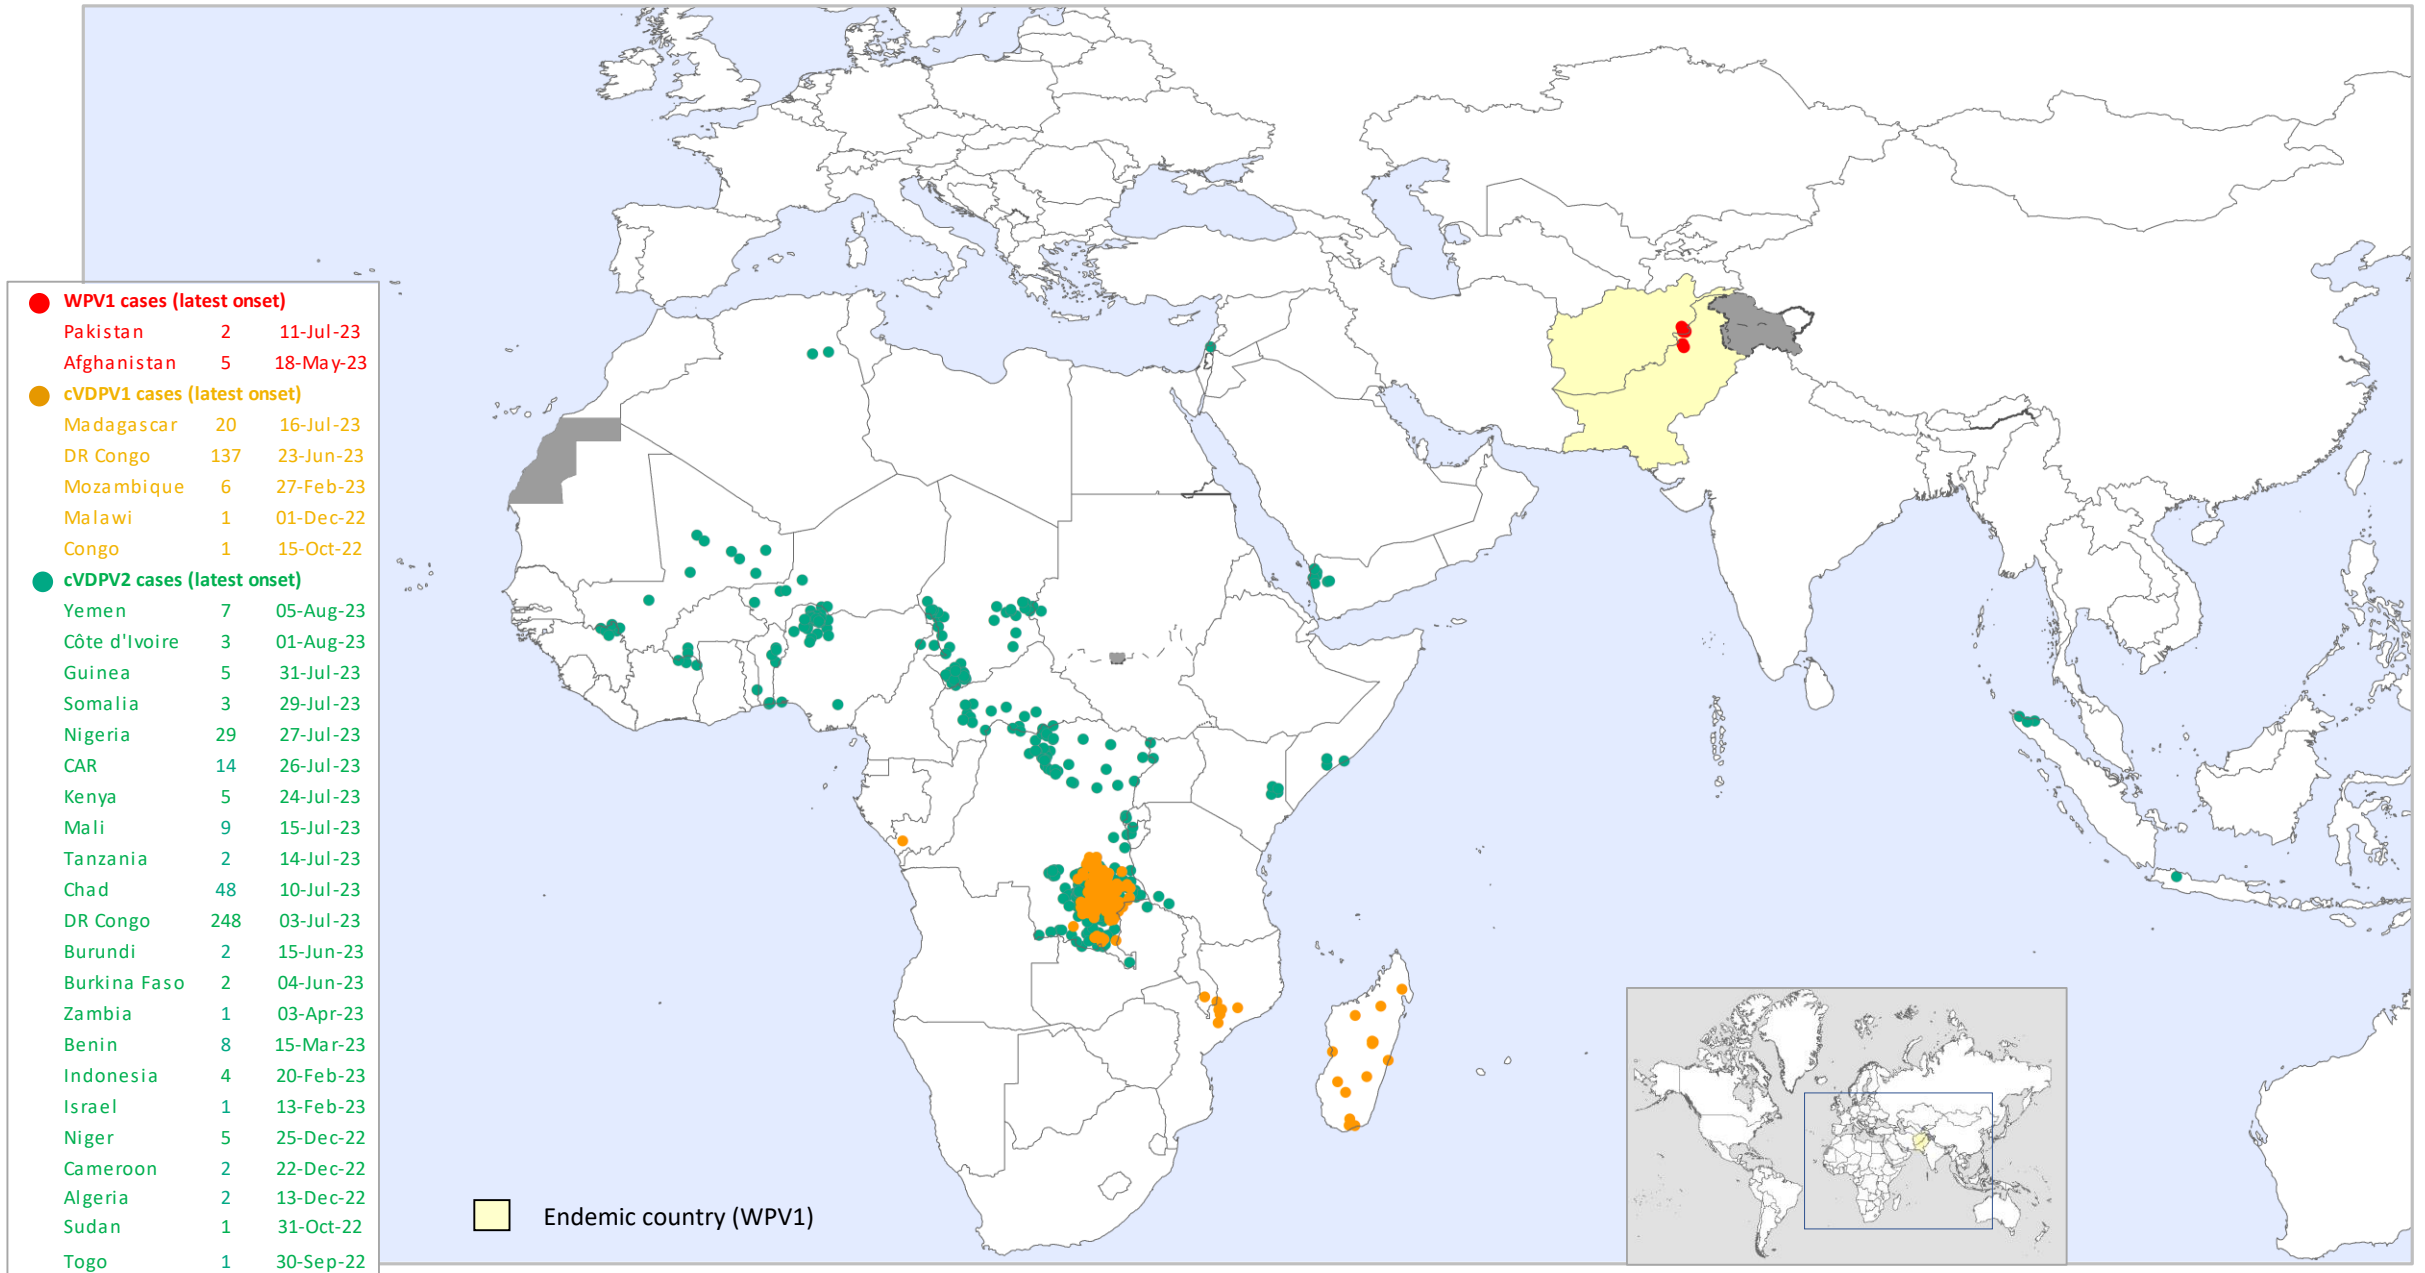 WPV1 cases (latest onset)
Pakistan 2 11-Jul-23
Afghanistan 5 18-May-23
cVDPV1 cases (latest onset)
Madagascar 20 16-Jul-23
DR Congo 137 23-Jun-23
Mozambique 6 27-Feb-23
Malawi 1 01-Dec-22
Congo 1 15-Oct-22
cVDPV2 cases (latest onset)
Yemen 7 05-Aug-23
Côte d'Ivoire 3 01-Aug-23
Guinea 5 31-Jul-23
Somalia 3 29-Jul-23
Nigeria 29 27-Jul-23
CAR 14 26-Jul-23
Kenya 5 24-Jul-23
Mali 9 15-Jul-23
Tanzania 2 14-Jul-23
Chad 48 10-Jul-23
DR Congo 248 03-Jul-23
Burundi 2 15-Jun-23
Burkina Faso 2 04-Jun-23
Zambia 1 03-Apr-23
Benin 8 15-Mar-23
Indonesia 4 20-Feb-23
Israel 1 13-Feb-23
Niger 5 25-Dec-22
Cameroon 2 22-Dec-22
Algeria 2 13-Dec-22
Sudan 1 31-Oct-22
Togo 1 30-Sep-22
Endemic country (WPV1)